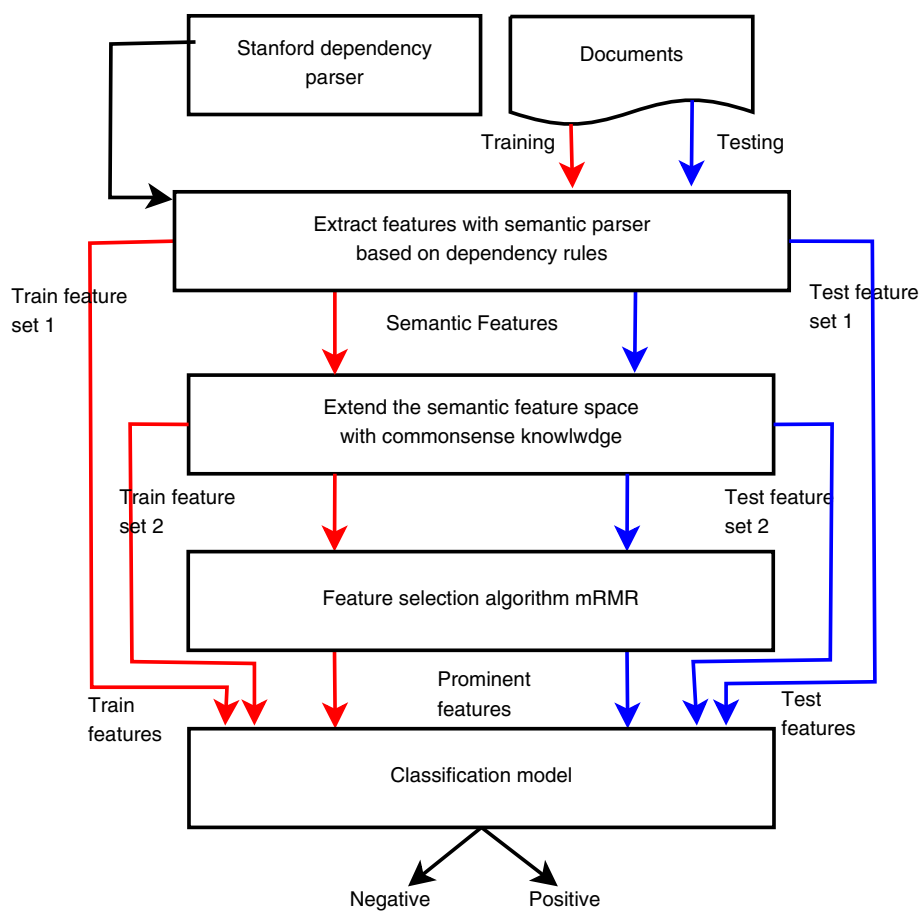 Stanford dependency
parser
Documents
Training
Testing
Extract features with semantic parser
based on dependency rules
Train feature
set 1
Test feature
set 1
Semantic Features
Extend the semantic feature space
with commonsense knowlwdge
Train feature
set 2
Test feature
set 2
Feature selection algorithm mRMR
Prominent
features
Train
features
Test
features
Classification model
Negative
Positive